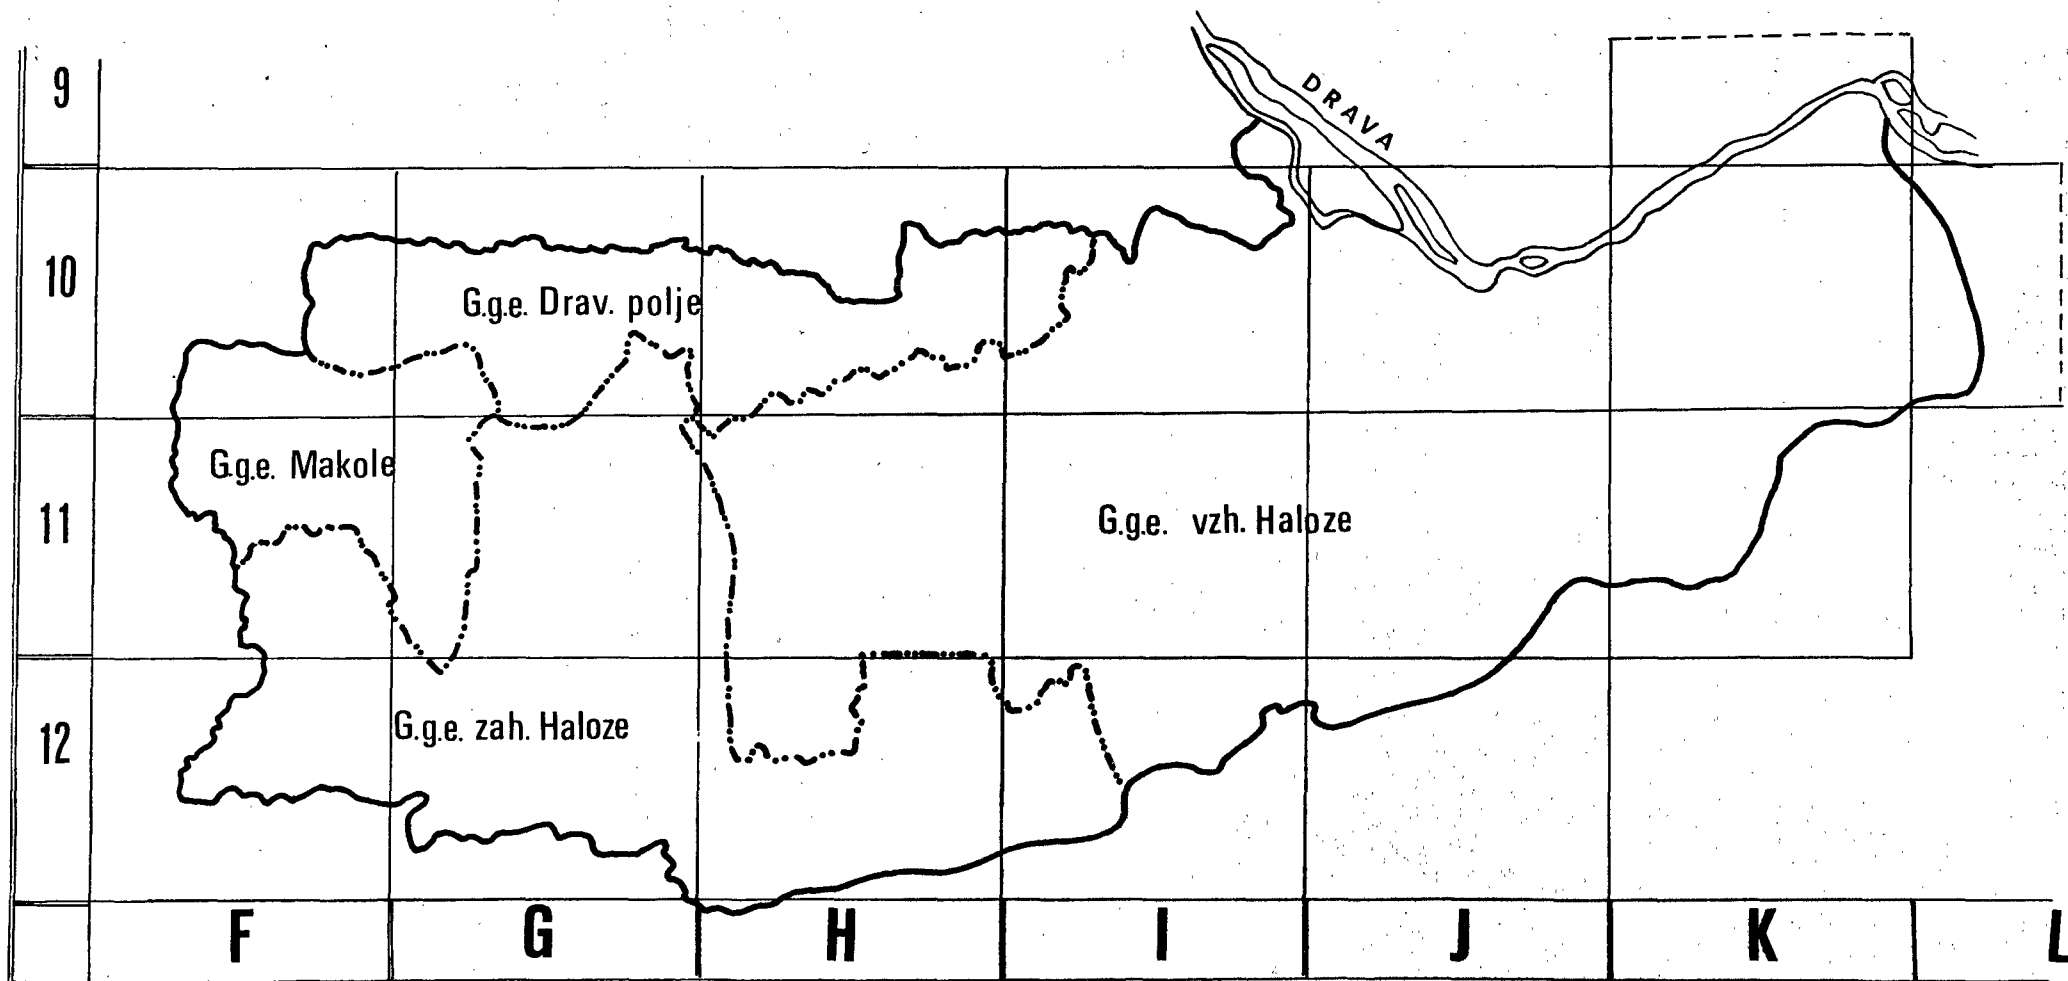 9
DRAVA
10
G.g.e. Drav. polje
G.g.e. Makole
11
G.g.e. vzh. Haloze
12
G.g.e. zah. Haloze
F G H I J K L